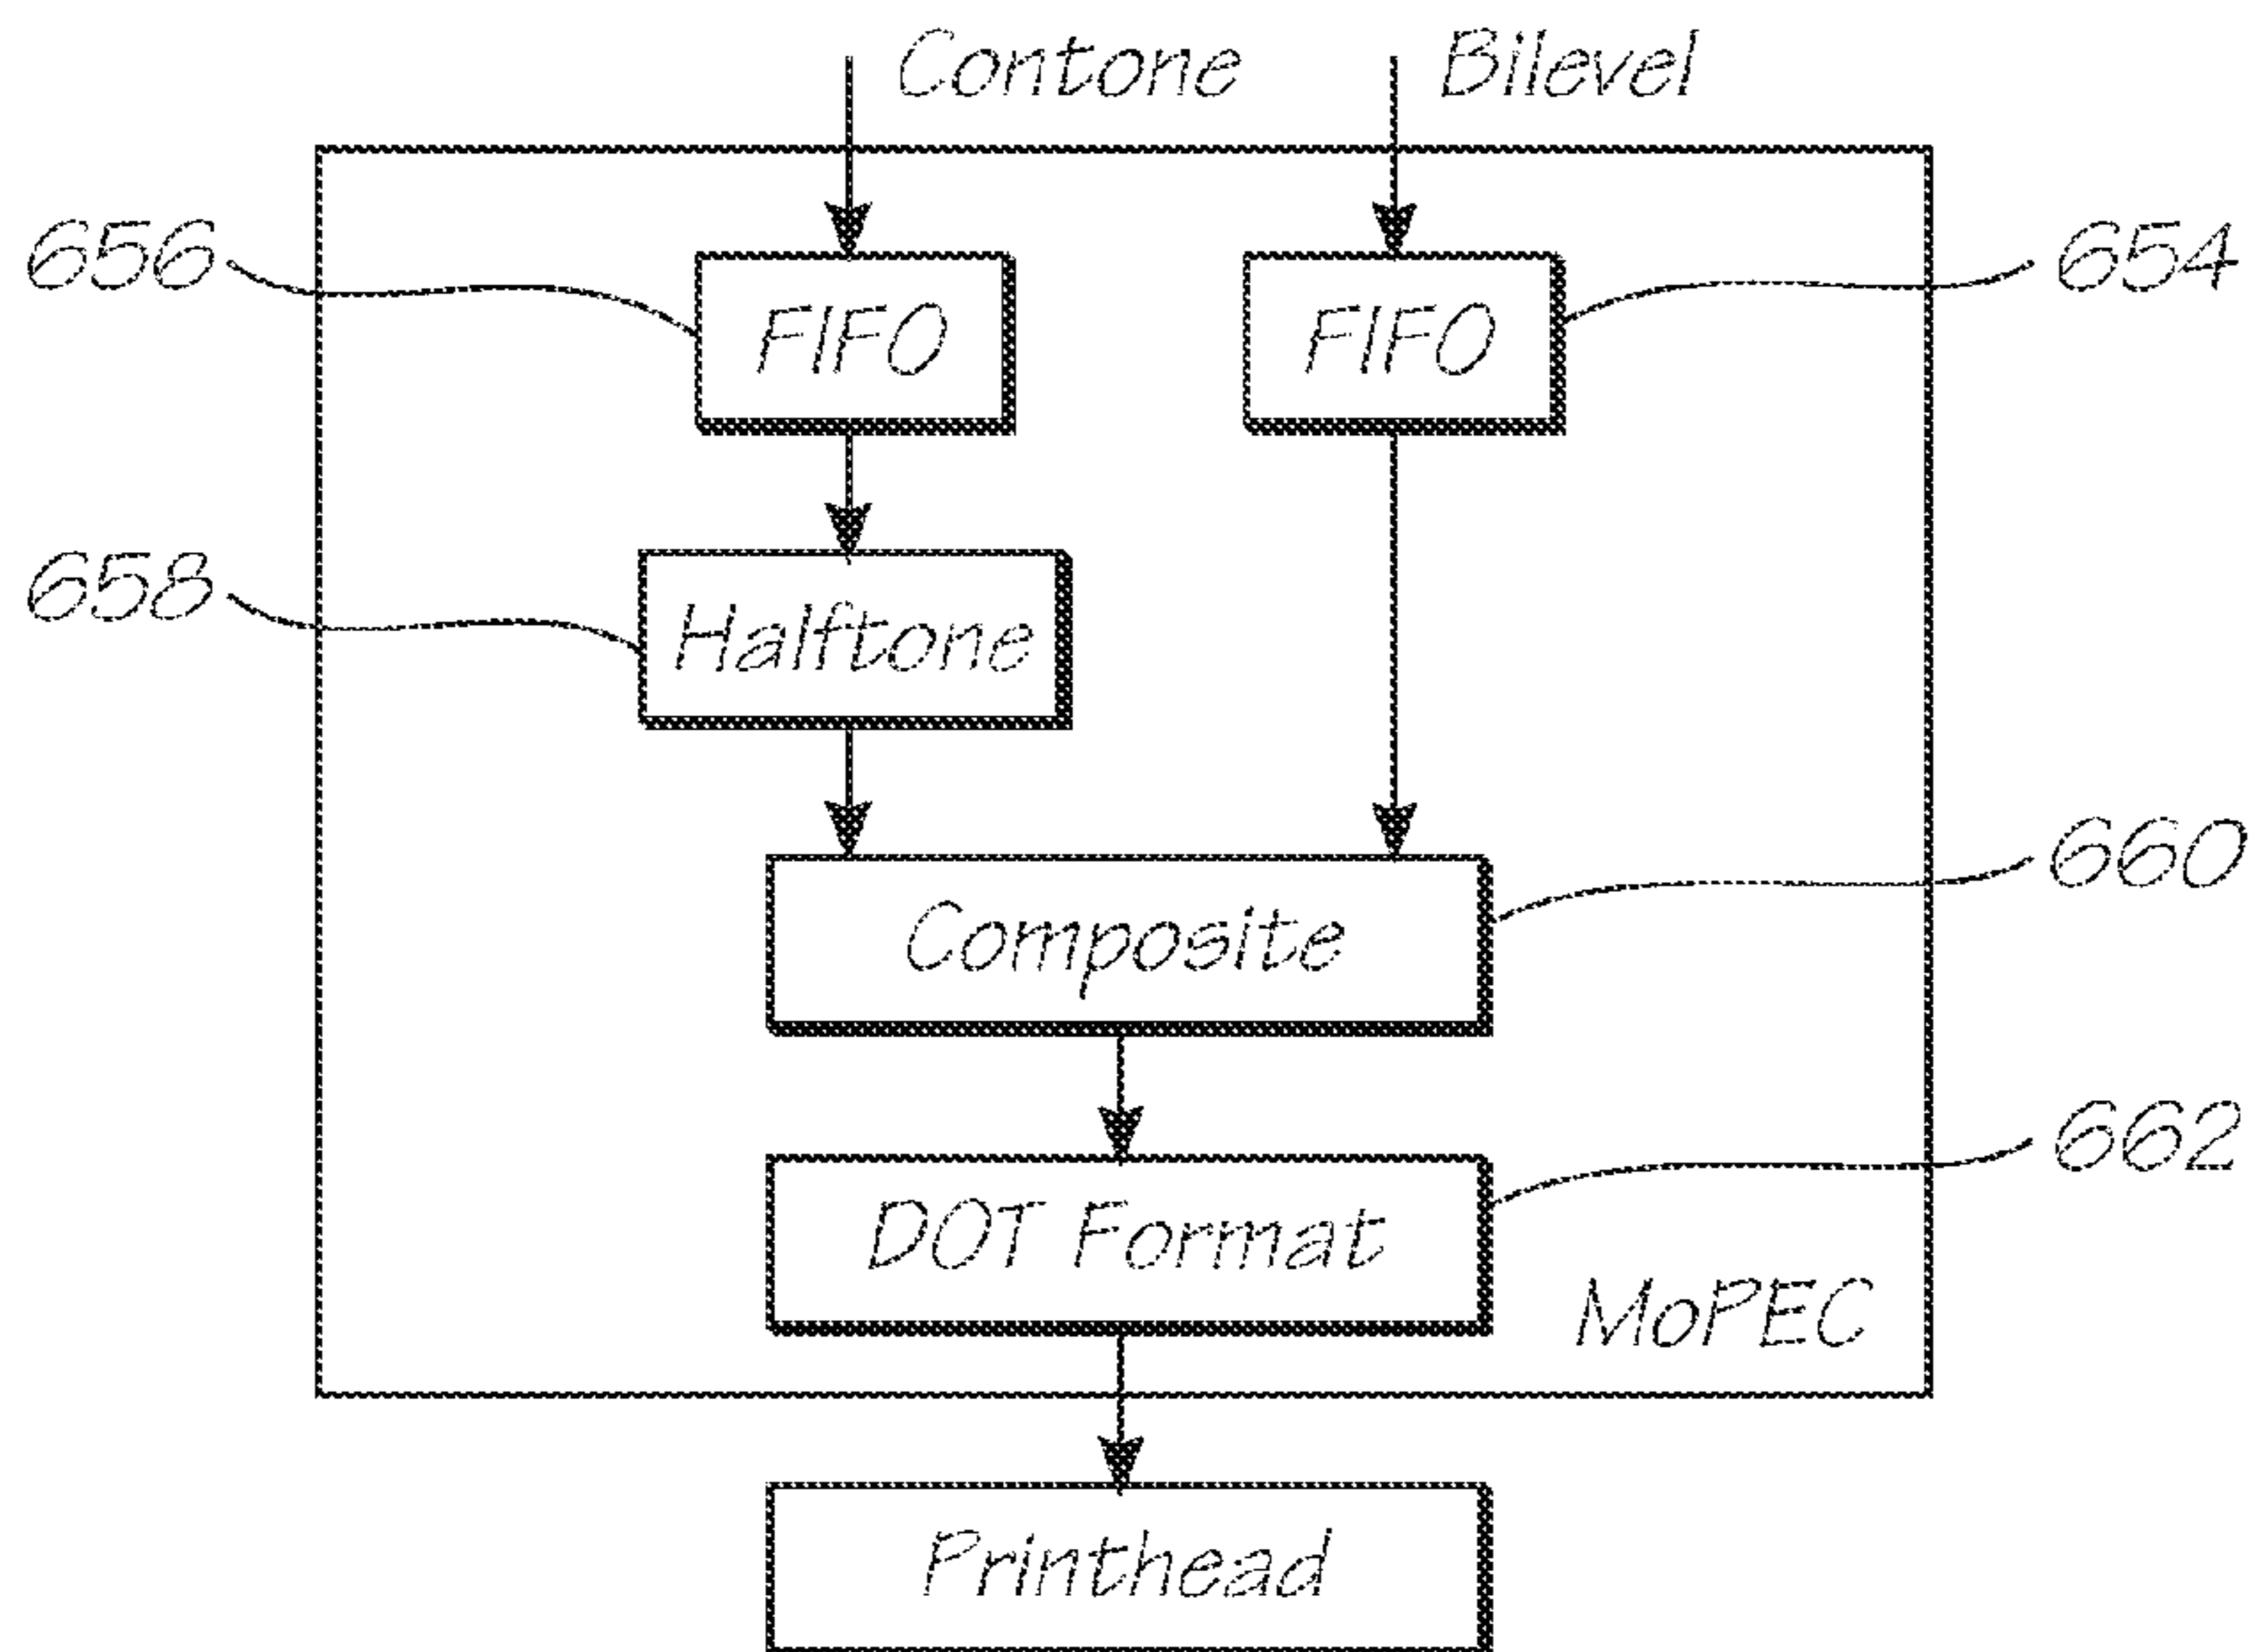 Contone
Bilevel
656
FIFO
FIFO
654
658
Halftone
660
Composite
662
DOT Format
MoPEC
Printhead